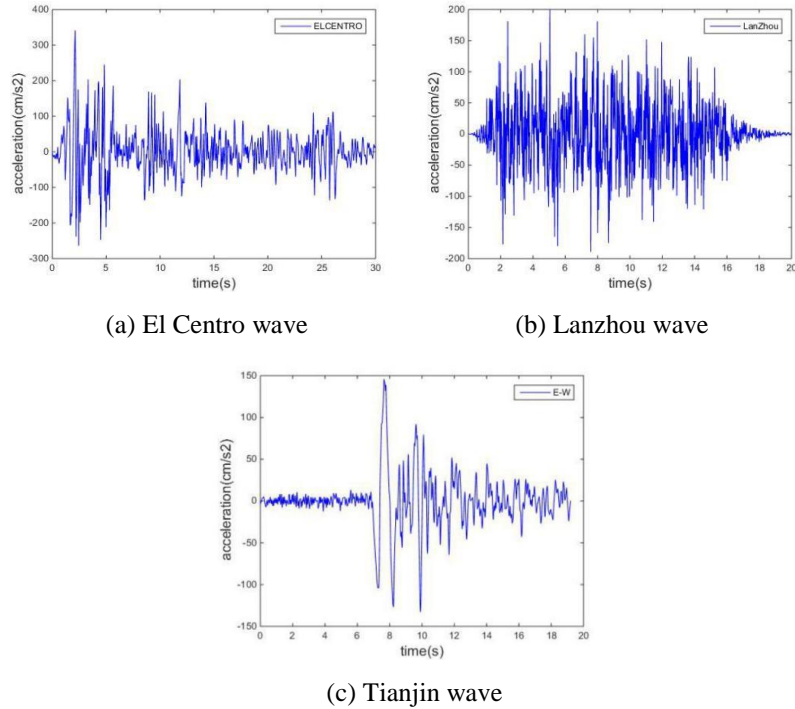 400
300
200
100
0
-100
-200
-300
0 5 10 15 20 25 30
acceleration(cm/s2)
time(s)
ELCENTRO
(a) El Centro wave
200
150
100
50
0
-50
-100
-150
-200
0 2 4 6 8 10 12 14 16 18 20
acceleration(cm/s2)
time(s)
LanZhou
(b) Lanzhou wave
150
100
50
0
-50
-100
-150
0 2 4 6 8 10 12 14 16 18 20
acceleration(cm/s2)
time(s)
E-W
(c) Tianjin wave